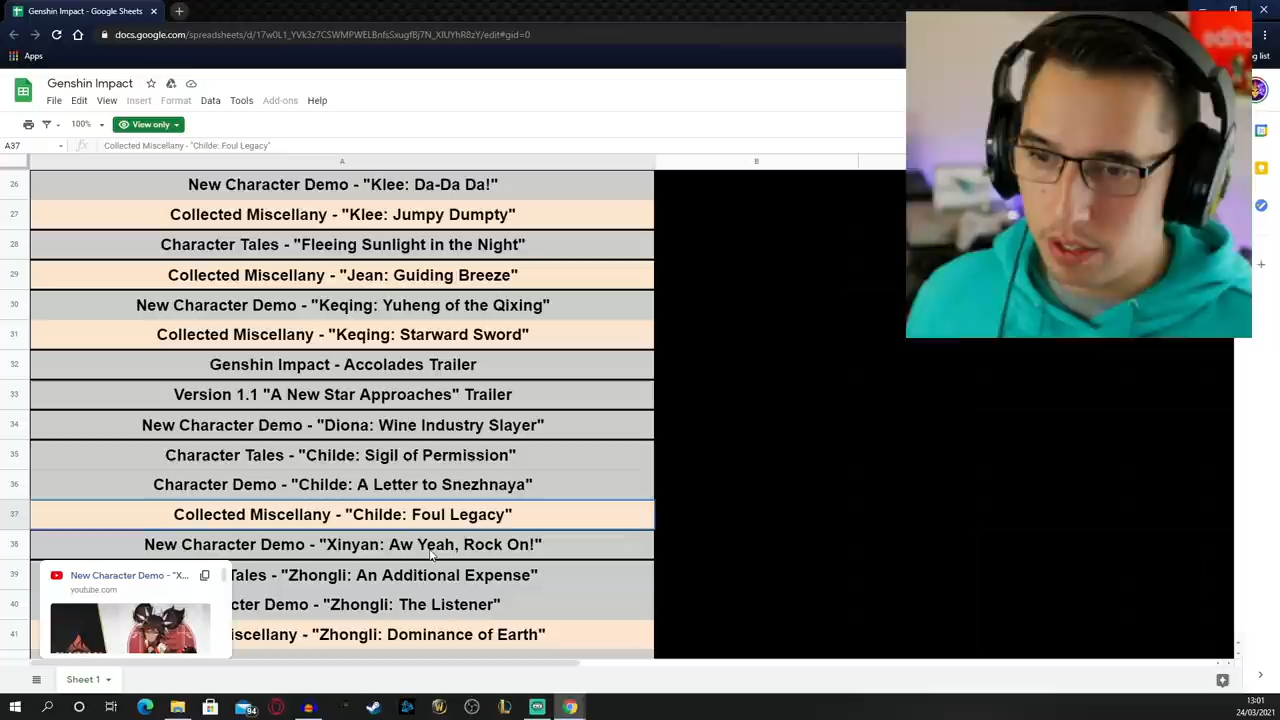 Genshin Impact - Google Sheets
docs.google.com/spreadsheets/d/17w0L1_YVk3z7CSWMPWELBnfsSxugfBj7N_XlUYhR8zY/edit#gid=0
Apps
ng list
Genshin Impact
File Edit View Insert Format Data Tools Add-ons Help
100% View only
A37 fx Collected Miscellany - "Childe: Foul Legacy"
A B
26 New Character Demo - "Klee: Da-Da Da!"
27 Collected Miscellany - "Klee: Jumpy Dumpty"
28 Character Tales - "Fleeing Sunlight in the Night"
29 Collected Miscellany - "Jean: Guiding Breeze"
30 New Character Demo - "Keqing: Yuheng of the Qixing"
31 Collected Miscellany - "Keqing: Starward Sword"
32 Genshin Impact - Accolades Trailer
33 Version 1.1 "A New Star Approaches" Trailer
34 New Character Demo - "Diona: Wine Industry Slayer"
35 Character Tales - "Childe: Sigil of Permission"
36 Character Demo - "Childe: A Letter to Snezhnaya"
37 Collected Miscellany - "Childe: Foul Legacy"
38 New Character Demo - "Xinyan: Aw Yeah, Rock On!"
39 Tales - "Zhongli: An Additional Expense"
New Character Demo - "X...
youtube.com
40 cter Demo - "Zhongli: The Listener"
41 iscellany - "Zhongli: Dominance of Earth"
Sheet 1
94
13:01
24/03/2021